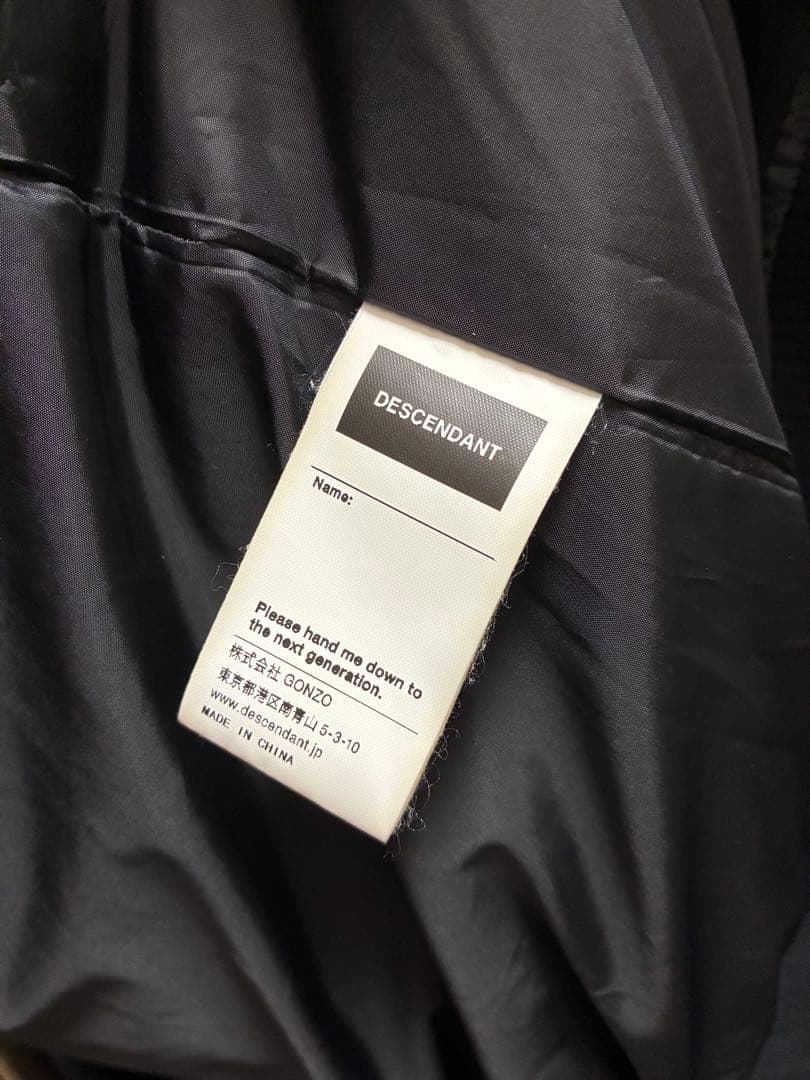 DESCENDANT
Name:
Please hand me down to
the next generation.
株式会社 GONZO
東京都港区南青山 5-3-10
www.descendant.jp
MADE IN CHINA